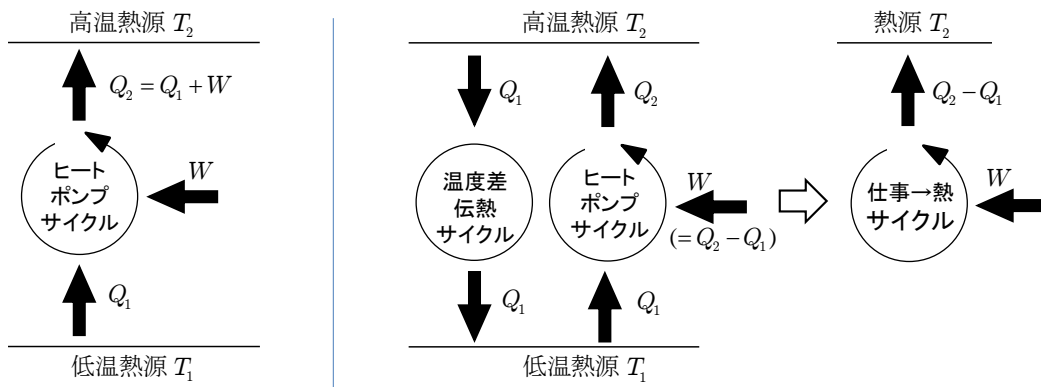 高温熱源 T₂
Q₂ = Q₁ + W
ヒート
ポンプ
サイクル
W
Q₁
低温熱源 T₁
高温熱源 T₂
Q₁
Q₂
温度差
伝熱
サイクル
ヒート
ポンプ
サイクル
W
(= Q₂ − Q₁)
Q₁
Q₁
低温熱源 T₁
熱源 T₂
Q₂ − Q₁
仕事→熱
サイクル
W